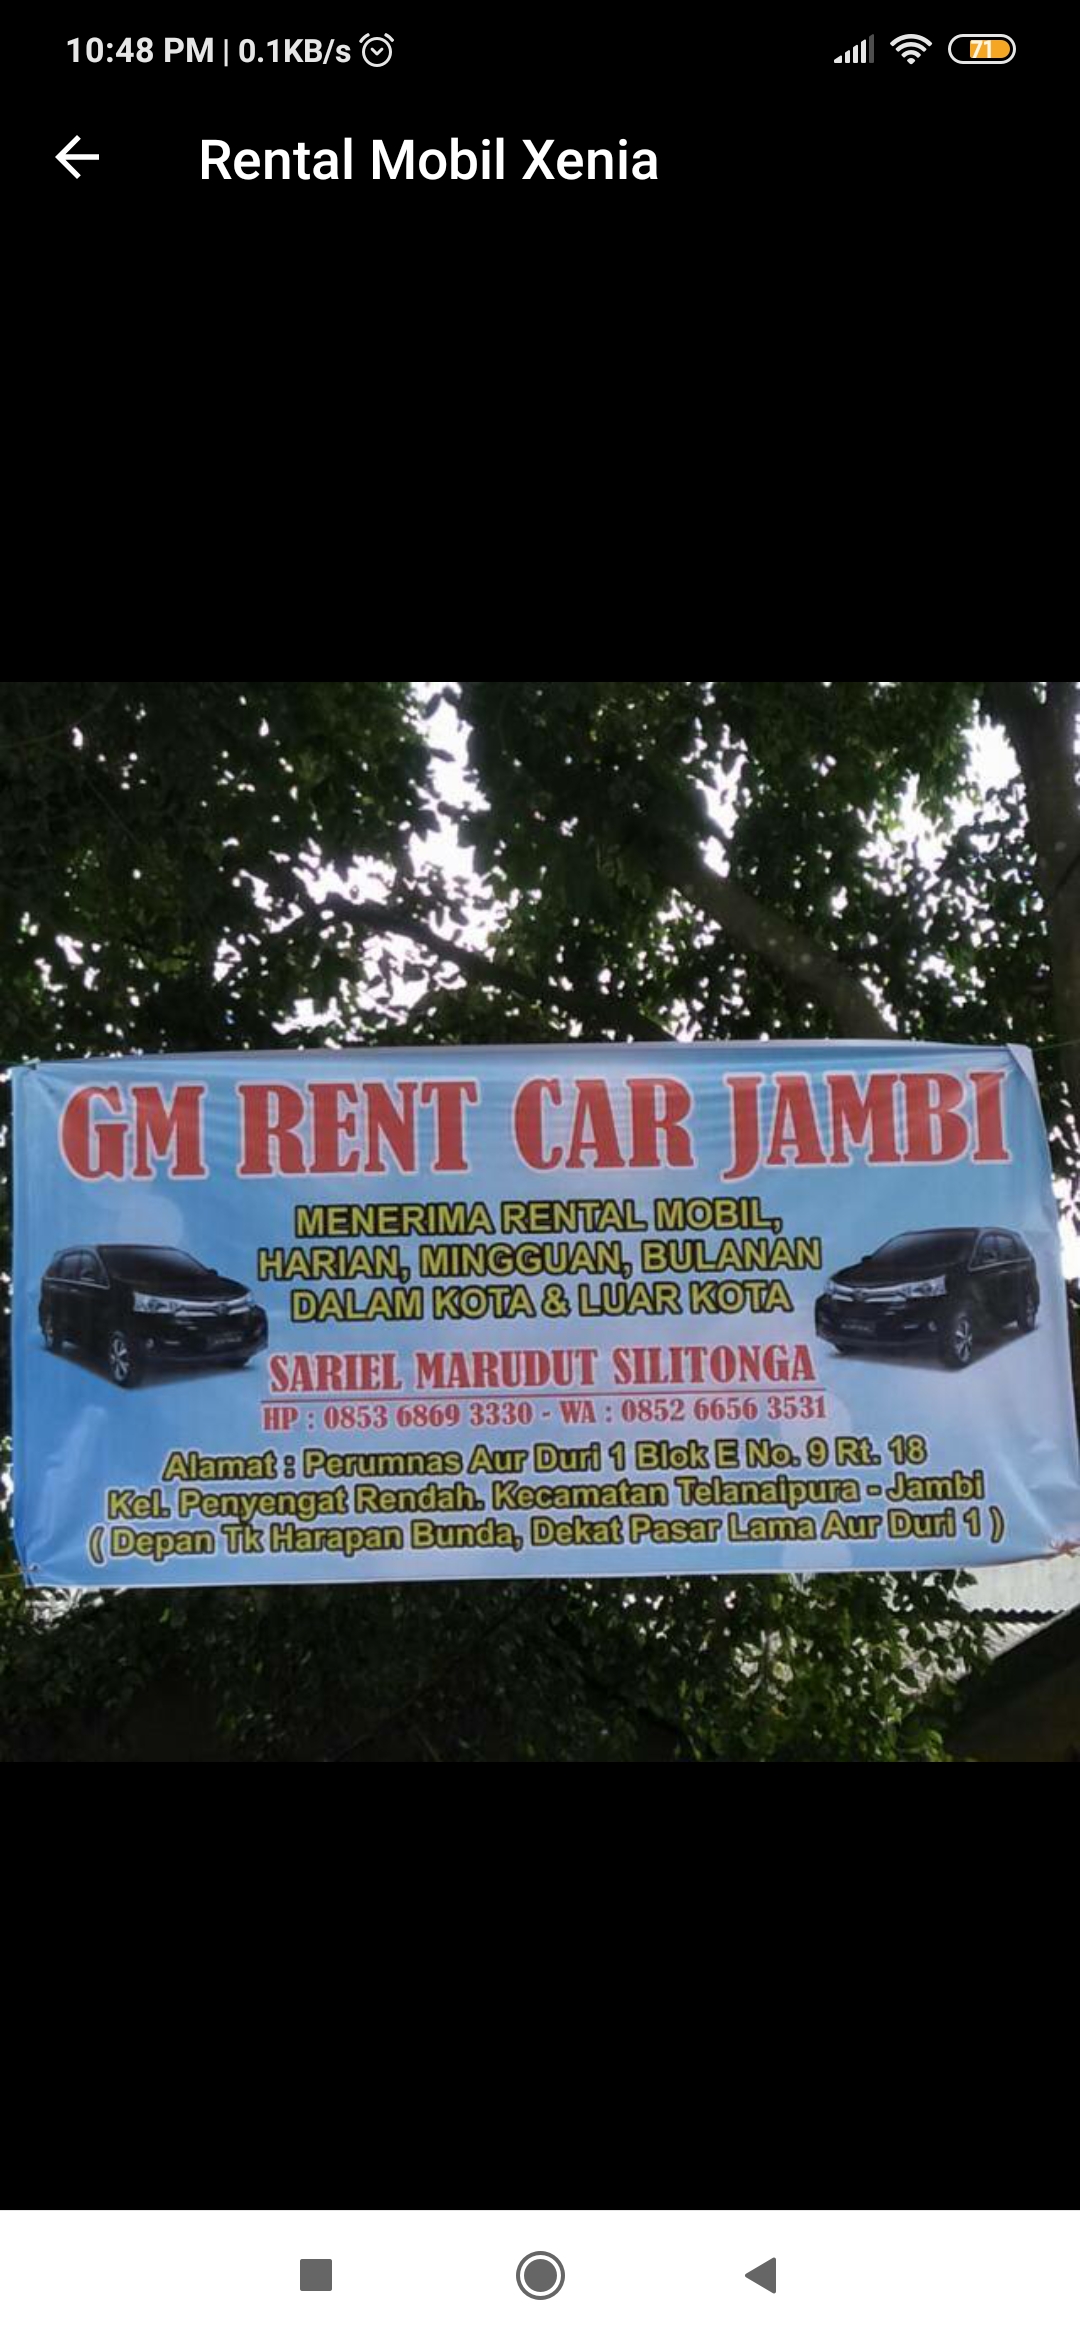 10:48 PM | 0.1KB/s
71
Rental Mobil Xenia
GM RENT CAR JAMBI
MENERIMA RENTAL MOBIL,
HARIAN, MINGGUAN, BULANAN
DALAM KOTA & LUAR KOTA
SARIEL MARUDUT SILITONGA
HP : 0853 6869 3330 - WA : 0852 6656 3531
Alamat : Perumnas Aur Duri 1 Blok E No. 9 Rt. 18
Kel. Penyengat Rendah. Kecamatan Telanaipura - Jambi
( Depan Tk Harapan Bunda, Dekat Pasar Lama Aur Duri 1 )